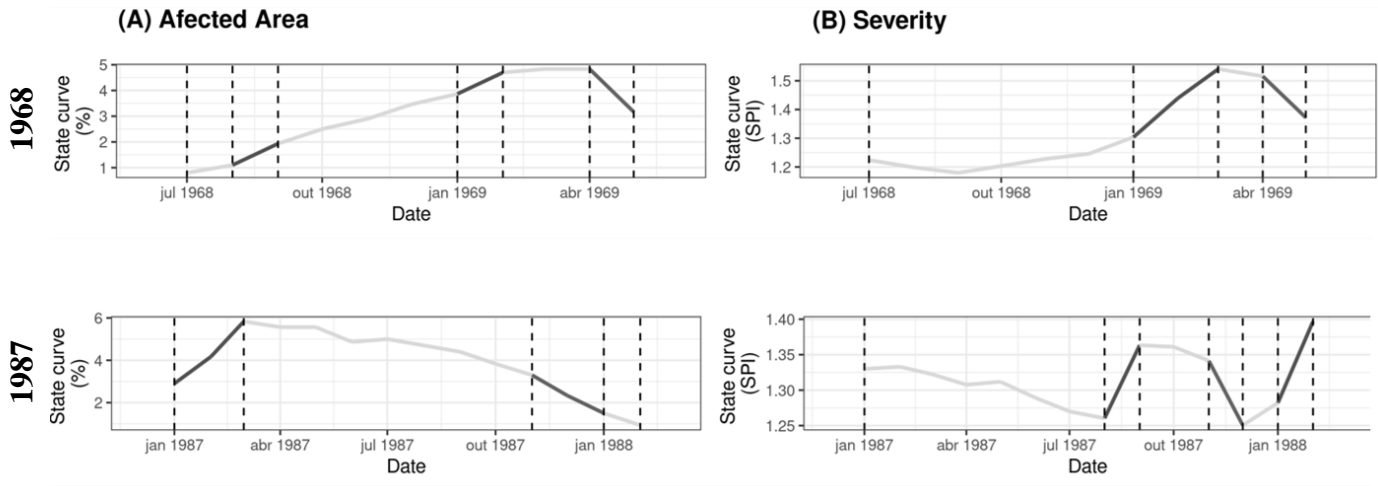 (A) Afected Area
(B) Severity
1968
State curve
(%)
5
4
3
2
1
jul 1968
out 1968
jan 1969
abr 1969
Date
State curve
(SPI)
1.5
1.4
1.3
1.2
jul 1968
out 1968
jan 1969
abr 1969
Date
1987
State curve
(%)
6
4
2
jan 1987
abr 1987
jul 1987
out 1987
jan 1988
Date
State curve
(SPI)
1.40
1.35
1.30
1.25
jan 1987
abr 1987
jul 1987
out 1987
jan 1988
Date